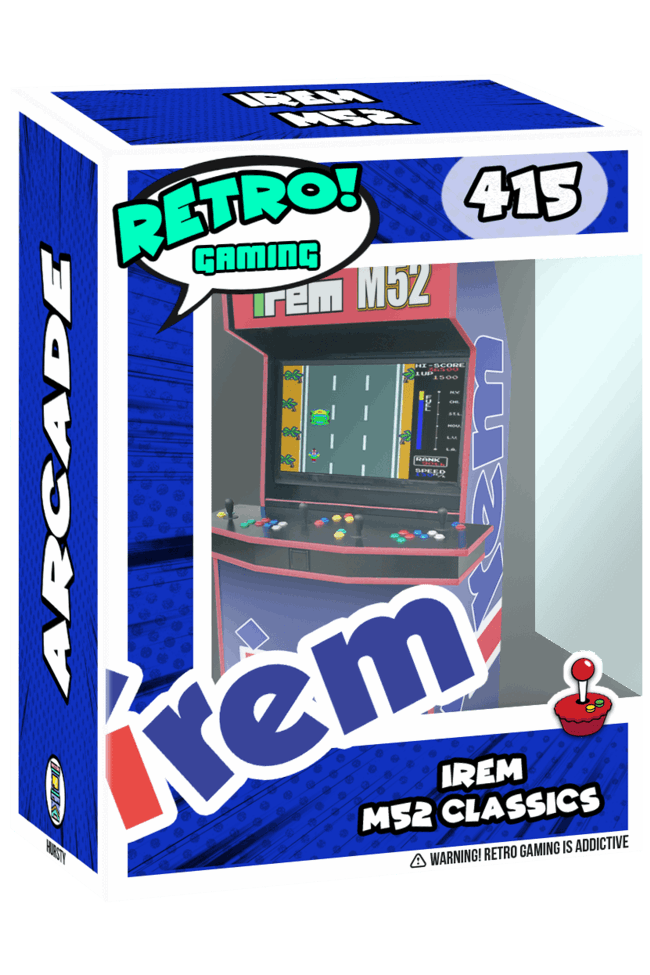 IREM
M52
RETRO!
GAMING
415
ARCADE
irem M52
HI-SCORE
1UP
1500
RANK
SPEED
irem
irem
IREM
M52 CLASSICS
WARNING! RETRO GAMING IS ADDICTIVE
HURSTY